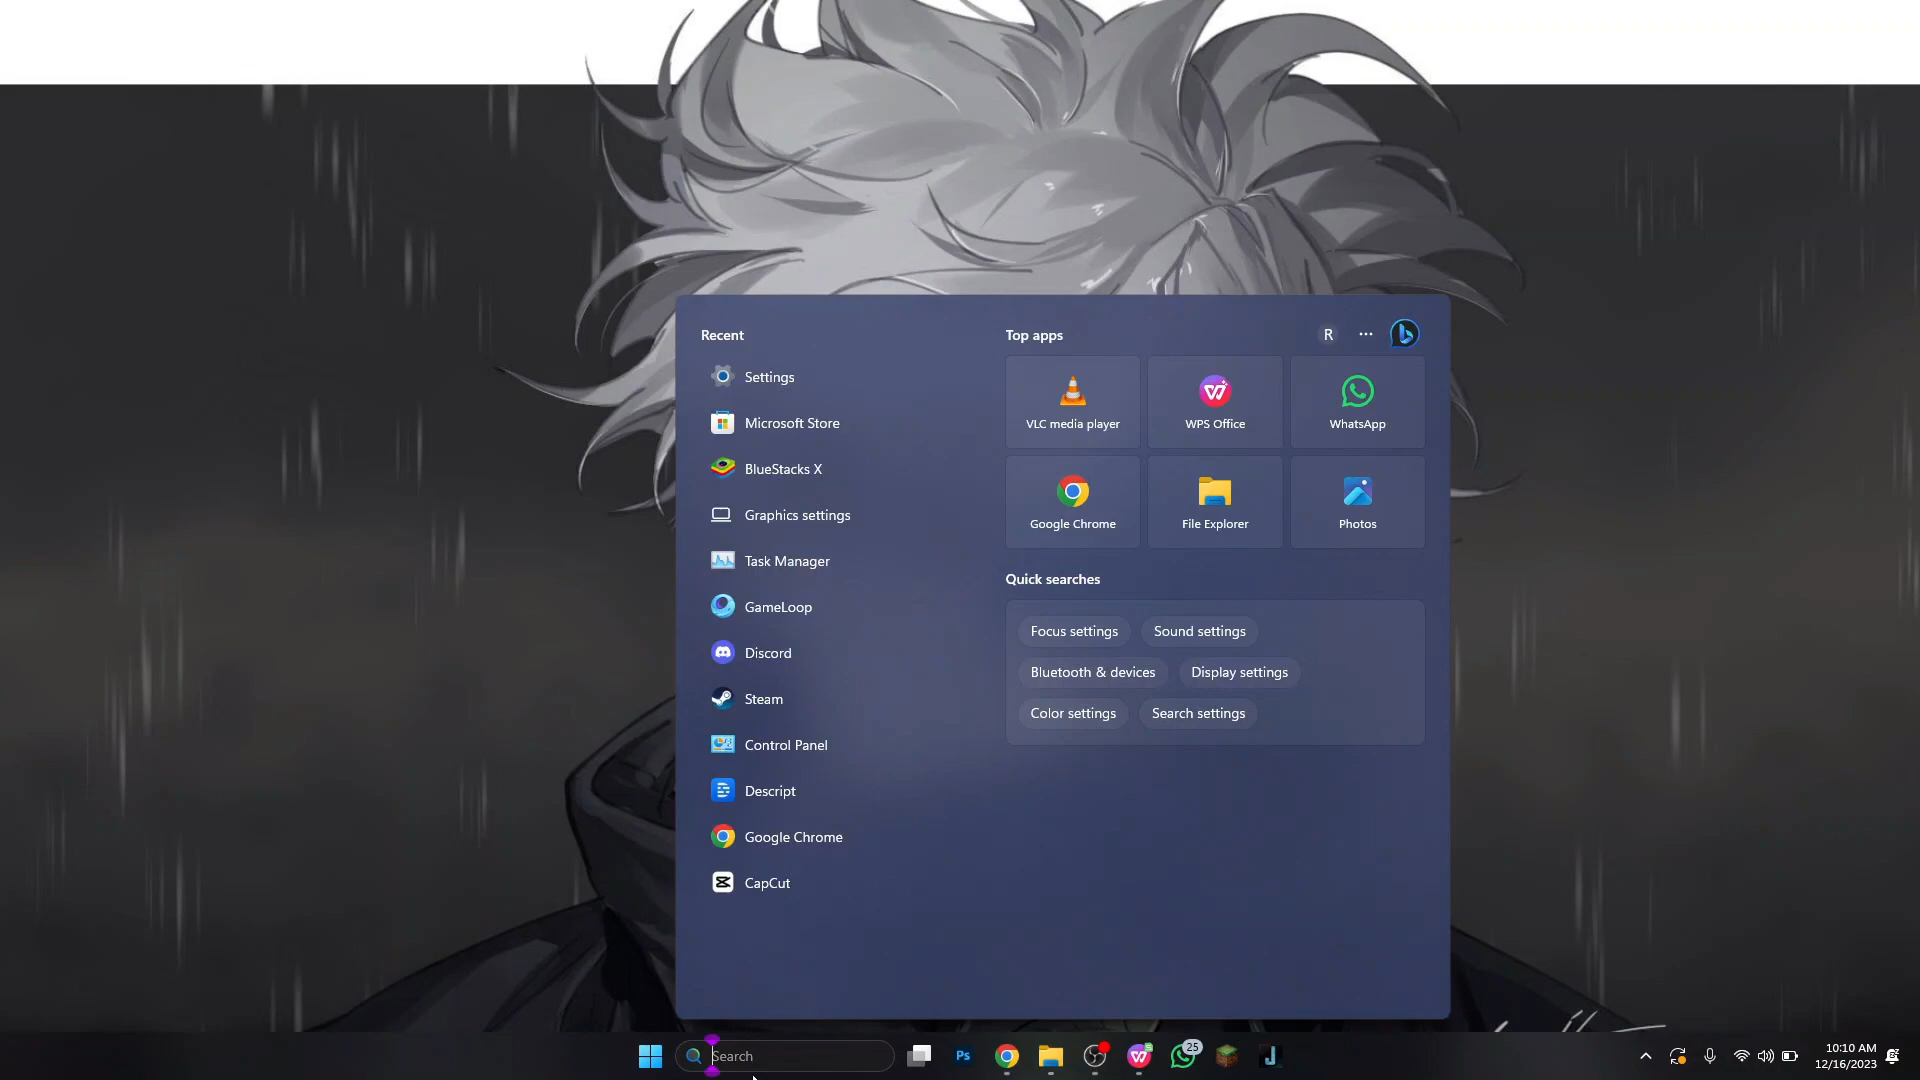 Recent
Settings
Microsoft Store
BlueStacks X
Graphics settings
Task Manager
GameLoop
Discord
Steam
Control Panel
Descript
Google Chrome
CapCut
Top apps
R
VLC media player
WPS Office
WhatsApp
Google Chrome
File Explorer
Photos
Quick searches
Focus settings
Sound settings
Bluetooth & devices
Display settings
Color settings
Search settings
Search
Ps
25
10:10 AM
12/16/2023